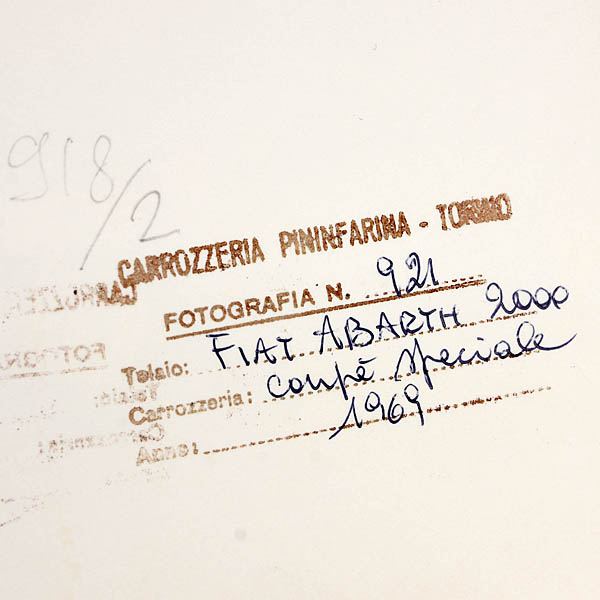 918/2
CARROZZERIA PININFARINA - TORINO
FOTOGRAFIA N. 921
Telaio: FIAT ABARTH 2000
Carrozzeria: coupé speciale
Anno: 1969